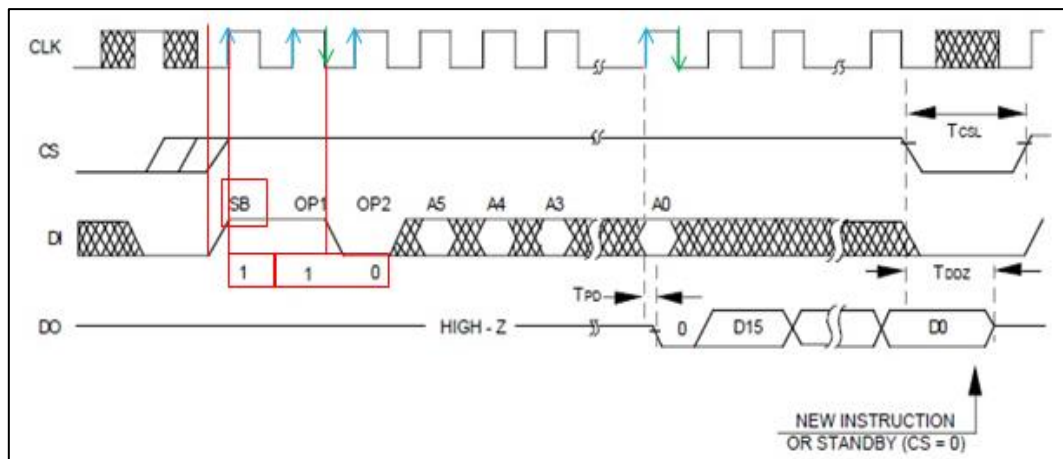 CLK
TCSL
CS
SB OP1 OP2 A5 A4 A3 A0
DI
1 1 0
TDDZ
TPD
DO HIGH - Z 0 D15 D0
NEW INSTRUCTION
OR STANDBY (CS = 0)